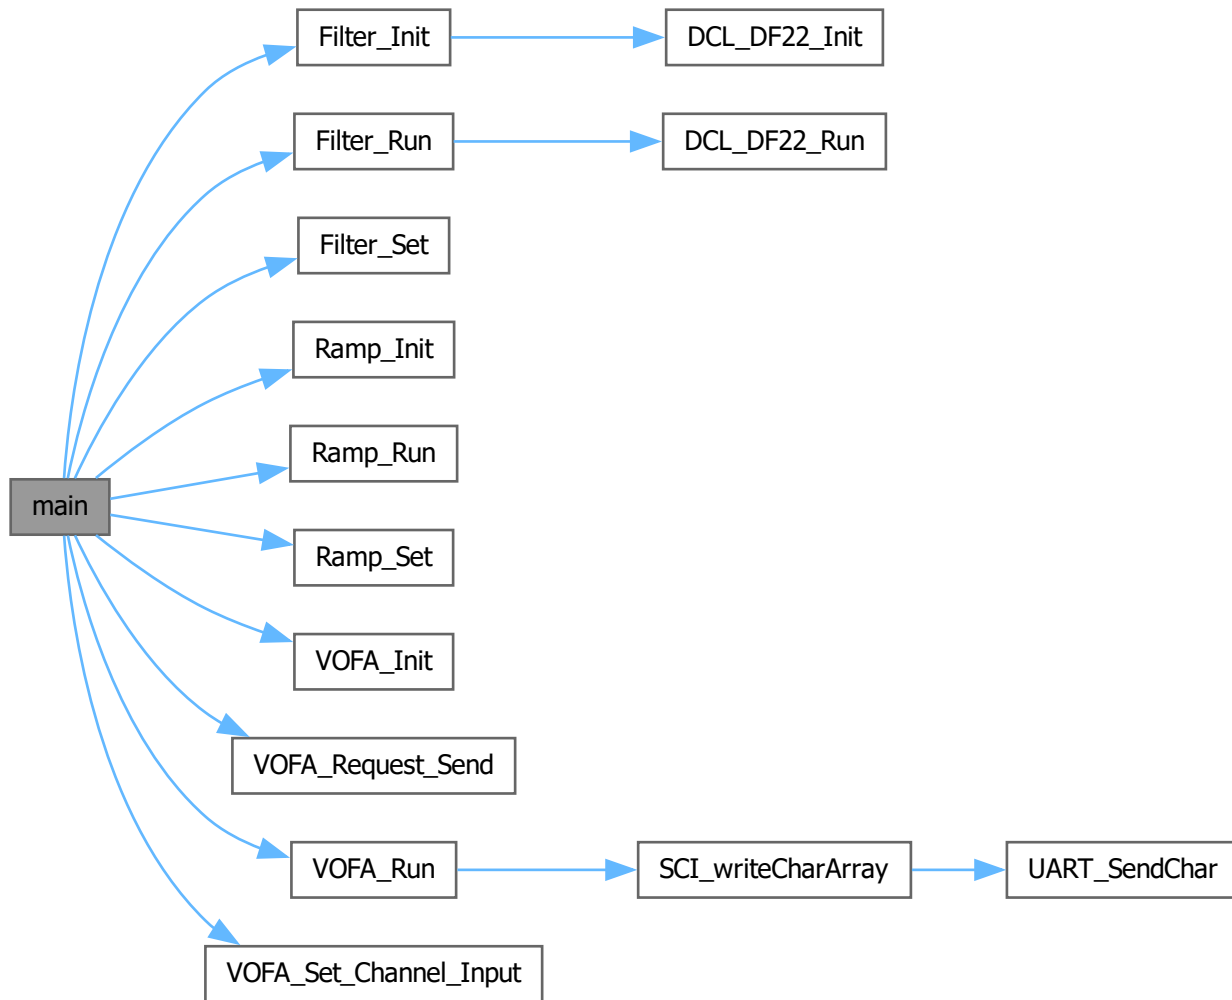 Filter_Init
DCL_DF22_Init
Filter_Run
DCL_DF22_Run
Filter_Set
Ramp_Init
Ramp_Run
main
Ramp_Set
VOFA_Init
VOFA_Request_Send
VOFA_Run
SCI_writeCharArray
UART_SendChar
VOFA_Set_Channel_Input